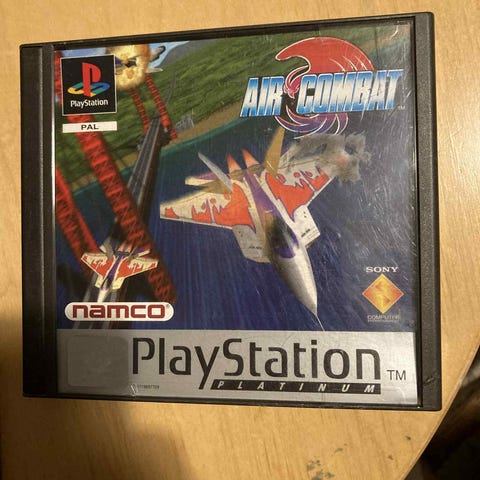 PlayStation
PAL
AIR COMBAT
TM
namco
SONY
COMPUTER
PlayStation TM
PLATINUM